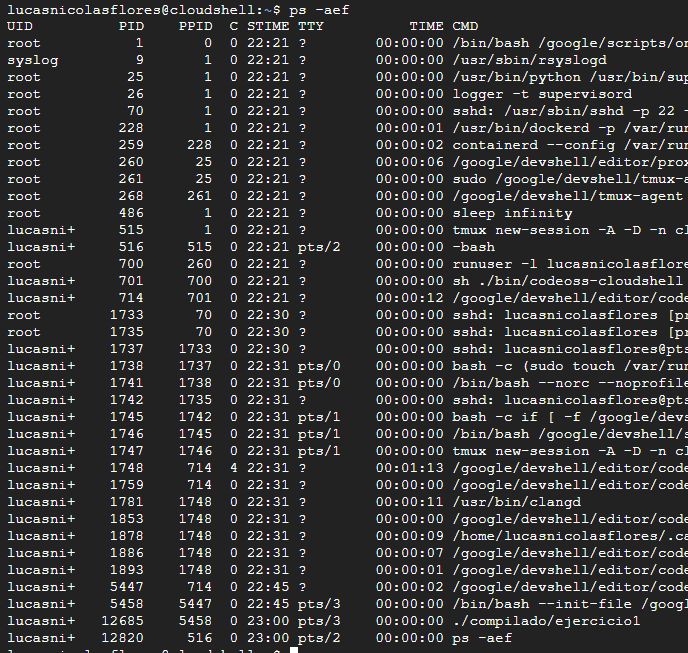 lucasnicolasflores@cloudshell:~$ ps -aef
UID PID PPID C STIME TTY TIME CMD
root 1 0 0 22:21 ? 00:00:00 /bin/bash /google/scripts/on
syslog 9 1 0 22:21 ? 00:00:00 /usr/sbin/rsyslogd
root 25 1 0 22:21 ? 00:00:00 /usr/bin/python /usr/bin/sup
root 26 1 0 22:21 ? 00:00:00 logger -t supervisord
root 70 1 0 22:21 ? 00:00:00 sshd: /usr/sbin/sshd -p 22 -
root 228 1 0 22:21 ? 00:00:01 /usr/bin/dockerd -p /var/run
root 259 228 0 22:21 ? 00:00:02 containerd --config /var/run
root 260 25 0 22:21 ? 00:00:06 /google/devshell/editor/prox
root 261 25 0 22:21 ? 00:00:00 sudo /google/devshell/tmux-a
root 268 261 0 22:21 ? 00:00:00 /google/devshell/tmux-agent
root 486 1 0 22:21 ? 00:00:00 sleep infinity
lucasni+ 515 1 0 22:21 ? 00:00:00 tmux new-session -A -D -n cl
lucasni+ 516 515 0 22:21 pts/2 00:00:00 -bash
root 700 260 0 22:21 ? 00:00:00 runuser -l lucasnicolasflore
lucasni+ 701 700 0 22:21 ? 00:00:00 sh ./bin/codeoss-cloudshell
lucasni+ 714 701 0 22:21 ? 00:00:12 /google/devshell/editor/code
root 1733 70 0 22:30 ? 00:00:00 sshd: lucasnicolasflores [pr
root 1735 70 0 22:30 ? 00:00:00 sshd: lucasnicolasflores [pr
lucasni+ 1737 1733 0 22:30 ? 00:00:00 sshd: lucasnicolasflores@pts
lucasni+ 1738 1737 0 22:31 pts/0 00:00:00 bash -c (sudo touch /var/run
lucasni+ 1741 1738 0 22:31 pts/0 00:00:00 /bin/bash --norc --noprofile
lucasni+ 1742 1735 0 22:31 ? 00:00:00 sshd: lucasnicolasflores@pts
lucasni+ 1745 1742 0 22:31 pts/1 00:00:00 bash -c if [ -f /google/devs
lucasni+ 1746 1745 0 22:31 pts/1 00:00:00 /bin/bash /google/devshell/s
lucasni+ 1747 1746 0 22:31 pts/1 00:00:00 tmux new-session -A -D -n cl
lucasni+ 1748 714 4 22:31 ? 00:01:13 /google/devshell/editor/code
lucasni+ 1759 714 0 22:31 ? 00:00:00 /google/devshell/editor/code
lucasni+ 1781 1748 0 22:31 ? 00:00:11 /usr/bin/clangd
lucasni+ 1853 1748 0 22:31 ? 00:00:00 /google/devshell/editor/code
lucasni+ 1878 1748 0 22:31 ? 00:00:09 /home/lucasnicolasflores/.ca
lucasni+ 1886 1748 0 22:31 ? 00:00:07 /google/devshell/editor/code
lucasni+ 1893 1748 0 22:31 ? 00:00:01 /google/devshell/editor/code
lucasni+ 5447 714 0 22:45 ? 00:00:02 /google/devshell/editor/code
lucasni+ 5458 5447 0 22:45 pts/3 00:00:00 /bin/bash --init-file /googl
lucasni+ 12685 5458 0 23:00 pts/3 00:00:00 ./compilado/ejercicio1
lucasni+ 12820 516 0 23:00 pts/2 00:00:00 ps -aef